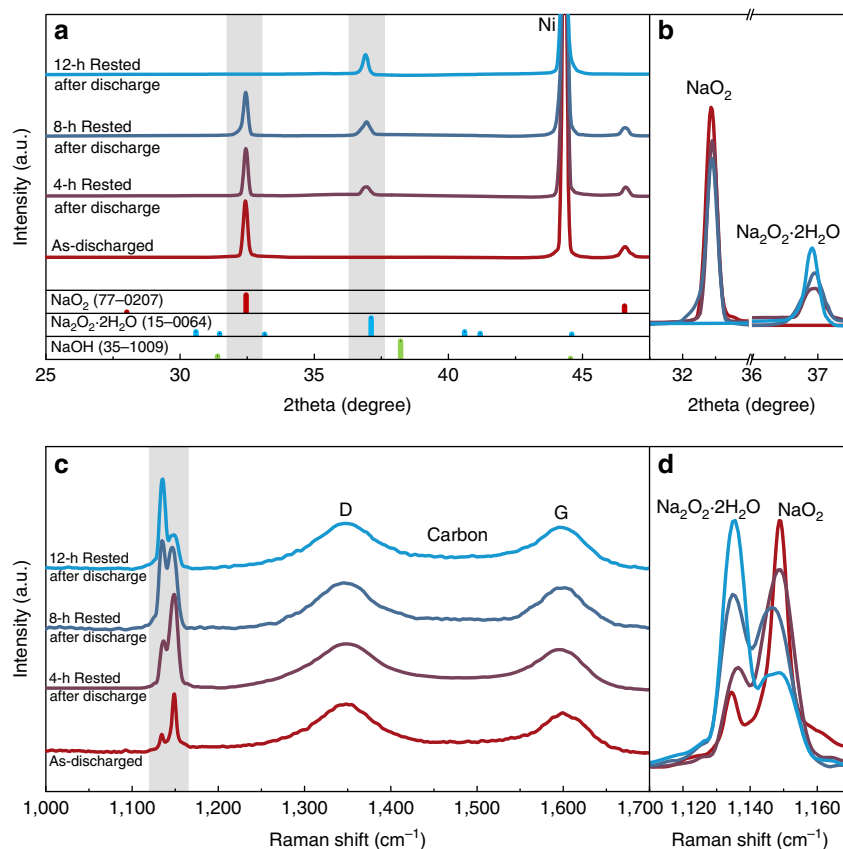 a
Ni
12-h Rested
after discharge
8-h Rested
after discharge
4-h Rested
after discharge
As-discharged
NaO₂ (77–0207)
Na₂O₂·2H₂O (15–0064)
NaOH (35–1009)
Intensity (a.u.)
25 30 35 40 45
2theta (degree)
b
NaO₂
Na₂O₂·2H₂O
32 36 36 37
2theta (degree)
c
D
G
Carbon
12-h Rested
after discharge
8-h Rested
after discharge
4-h Rested
after discharge
As-discharged
Intensity (a.u.)
1,000 1,100 1,200 1,300 1,400 1,500 1,600 1,700
Raman shift (cm⁻¹)
d
Na₂O₂·2H₂O
NaO₂
1,120 1,140 1,160
Raman shift (cm⁻¹)